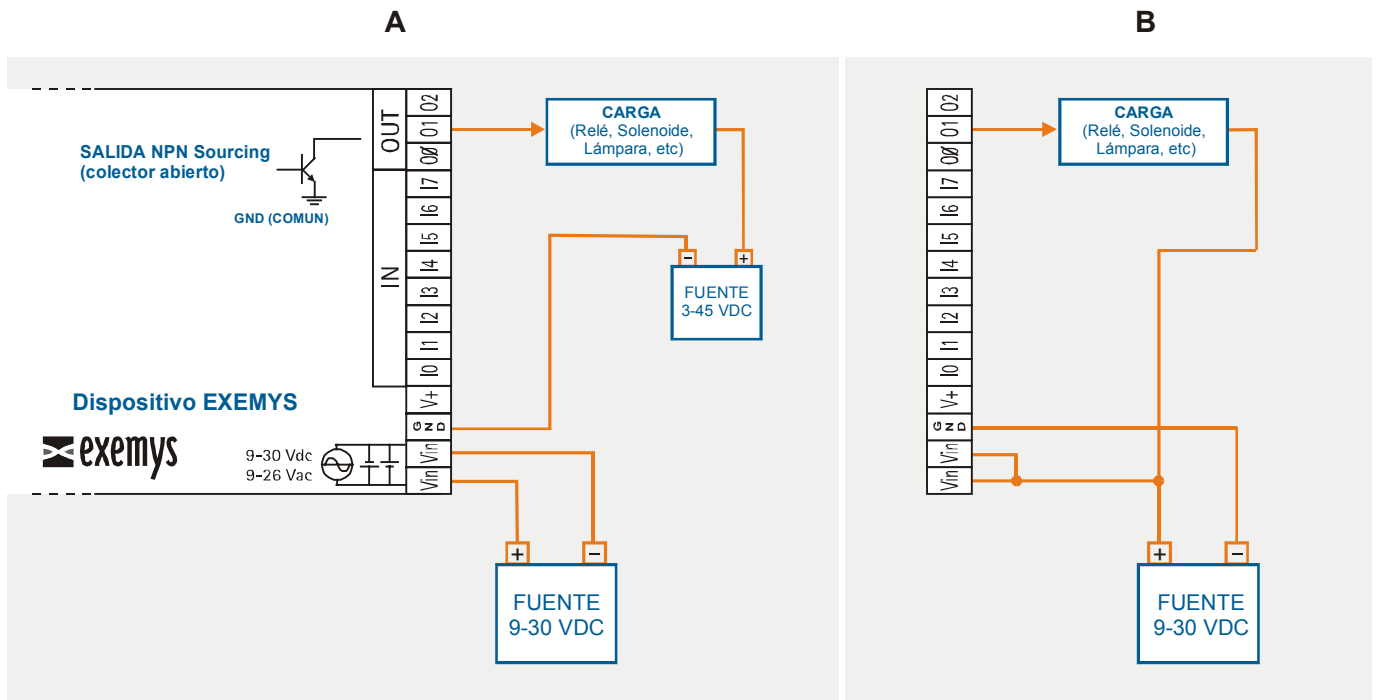 A
B
SALIDA NPN Sourcing
(colector abierto)
GND (COMUN)
OUT
IN
O2
O1
O0
I7
I6
I5
I4
I3
I2
I1
I0
V+
GND
Vin
Vin
CARGA
(Relé, Solenoide,
Lámpara, etc)
-
+
FUENTE
3-45 VDC
Dispositivo EXEMYS
exemys
9-30 Vdc
9-26 Vac
+
-
FUENTE
9-30 VDC
O2
O1
O0
I7
I6
I5
I4
I3
I2
I1
I0
V+
GND
Vin
Vin
CARGA
(Relé, Solenoide,
Lámpara, etc)
+
-
FUENTE
9-30 VDC